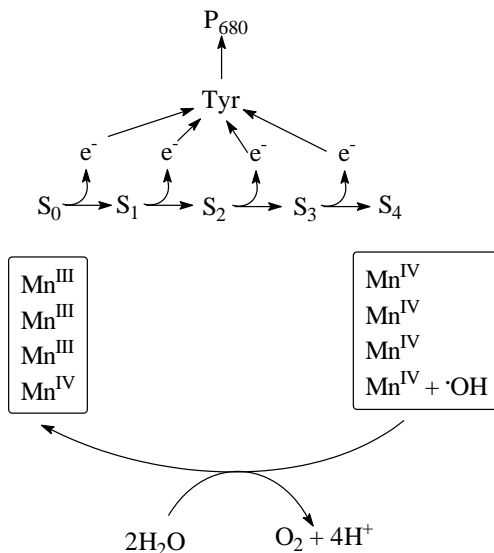 P₆₈₀
Tyr
e⁻ e⁻ e⁻ e⁻
S₀ S₁ S₂ S₃ S₄
Mnᴵᴵᴵ Mnᴵⱽ
Mnᴵᴵᴵ Mnᴵⱽ
Mnᴵᴵᴵ Mnᴵⱽ
Mnᴵⱽ Mnᴵⱽ + ·OH
2H₂O O₂ + 4H⁺